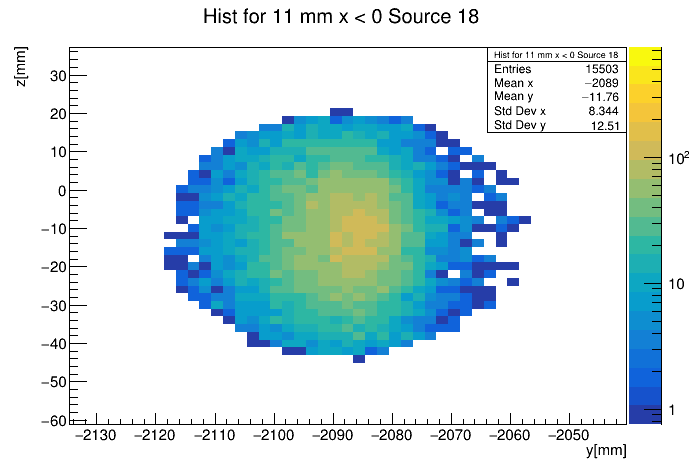 Hist for 11 mm x < 0 Source 18
z[mm]
Hist for 11 mm x < 0 Source 18
Entries 15503
Mean x −2089
Mean y −11.76
Std Dev x 8.344
Std Dev y 12.51
30
20
10
0
−10
−20
−30
−40
−50
−60
10²
10
1
−2130 −2120 −2110 −2100 −2090 −2080 −2070 −2060 −2050
y[mm]